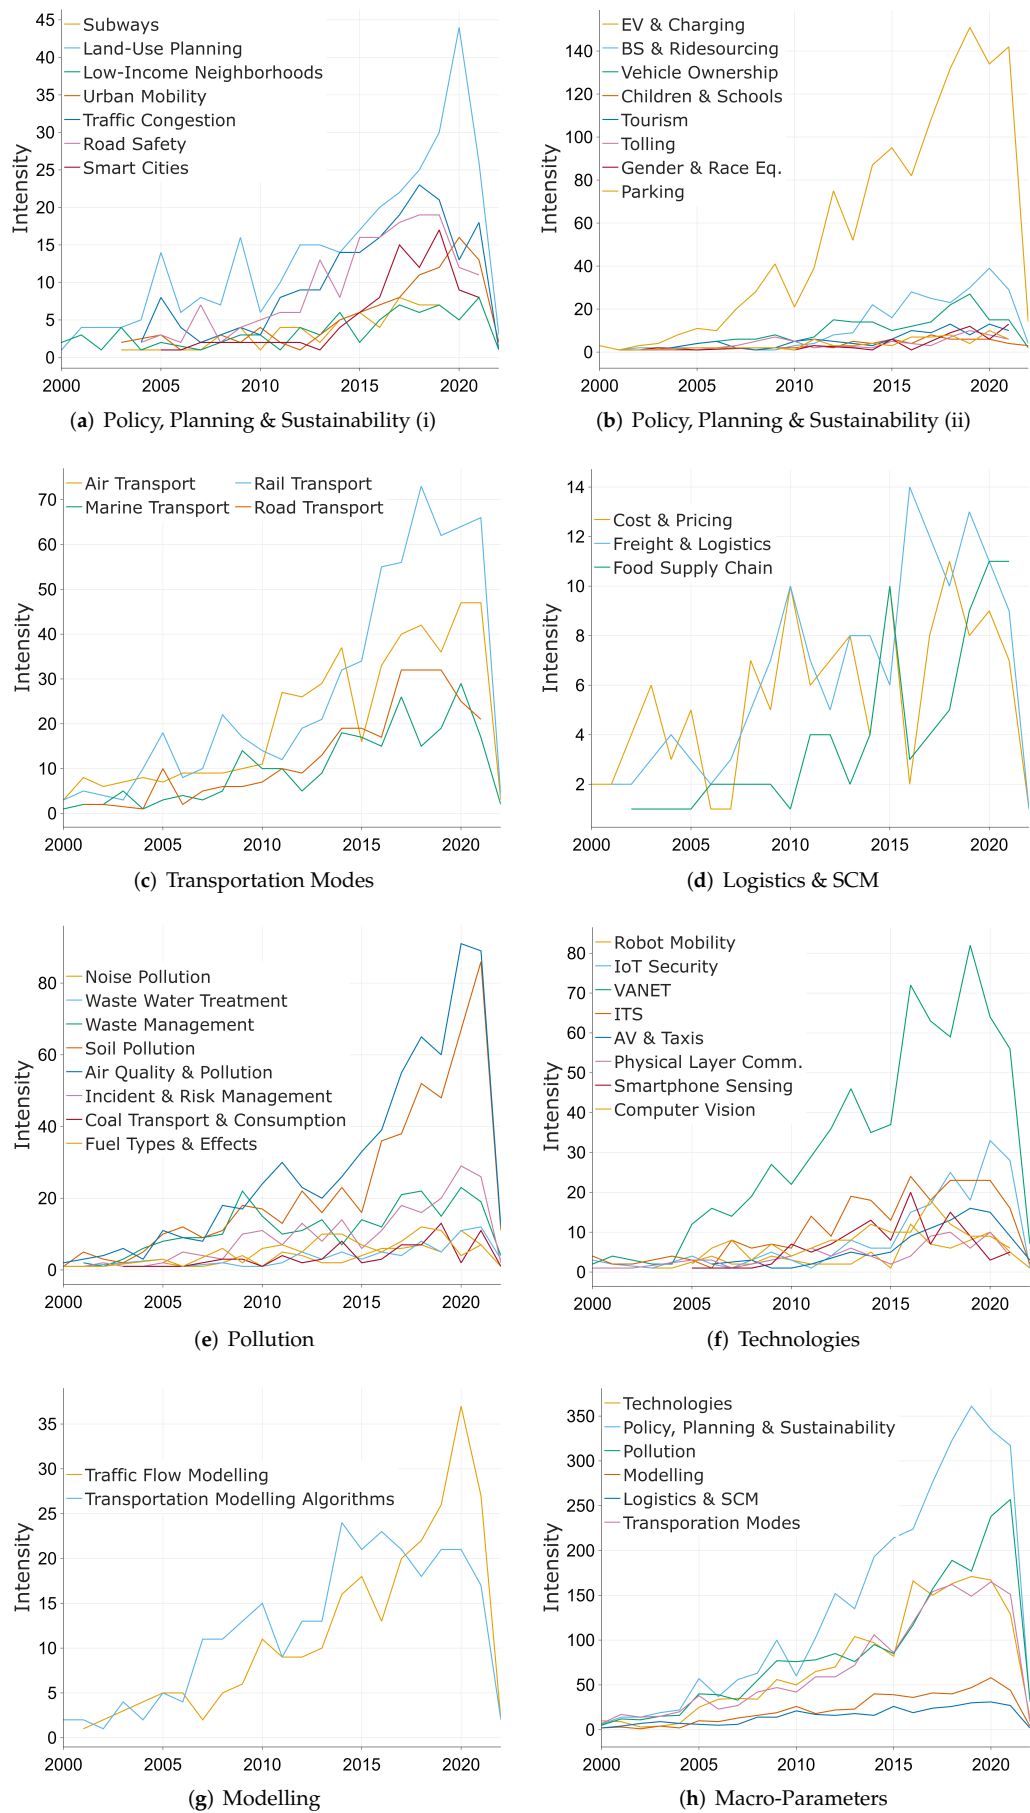 Subways
Land-Use Planning
Low-Income Neighborhoods
Urban Mobility
Traffic Congestion
Road Safety
Smart Cities
Intensity
45
40
35
30
25
20
15
10
5
0
2000 2005 2010 2015 2020
(a) Policy, Planning & Sustainability (i)
EV & Charging
BS & Ridesourcing
Vehicle Ownership
Children & Schools
Tourism
Tolling
Gender & Race Eq.
Parking
Intensity
140
120
100
80
60
40
20
0
2000 2005 2010 2015 2020
(b) Policy, Planning & Sustainability (ii)
Air Transport Rail Transport
Marine Transport Road Transport
Intensity
70
60
50
40
30
20
10
0
2000 2005 2010 2015 2020
(c) Transportation Modes
Cost & Pricing
Freight & Logistics
Food Supply Chain
Intensity
14
12
10
8
6
4
2
2000 2005 2010 2015 2020
(d) Logistics & SCM
Noise Pollution
Waste Water Treatment
Waste Management
Soil Pollution
Air Quality & Pollution
Incident & Risk Management
Coal Transport & Consumption
Fuel Types & Effects
Intensity
80
60
40
20
0
2000 2005 2010 2015 2020
(e) Pollution
Robot Mobility
IoT Security
VANET
ITS
AV & Taxis
Physical Layer Comm.
Smartphone Sensing
Computer Vision
Intensity
80
70
60
50
40
30
20
10
0
2000 2005 2010 2015 2020
(f) Technologies
Traffic Flow Modelling
Transportation Modelling Algorithms
Intensity
35
30
25
20
15
10
5
0
2000 2005 2010 2015 2020
(g) Modelling
Technologies
Policy, Planning & Sustainability
Pollution
Modelling
Logistics & SCM
Transporation Modes
Intensity
350
300
250
200
150
100
50
0
2000 2005 2010 2015 2020
(h) Macro-Parameters